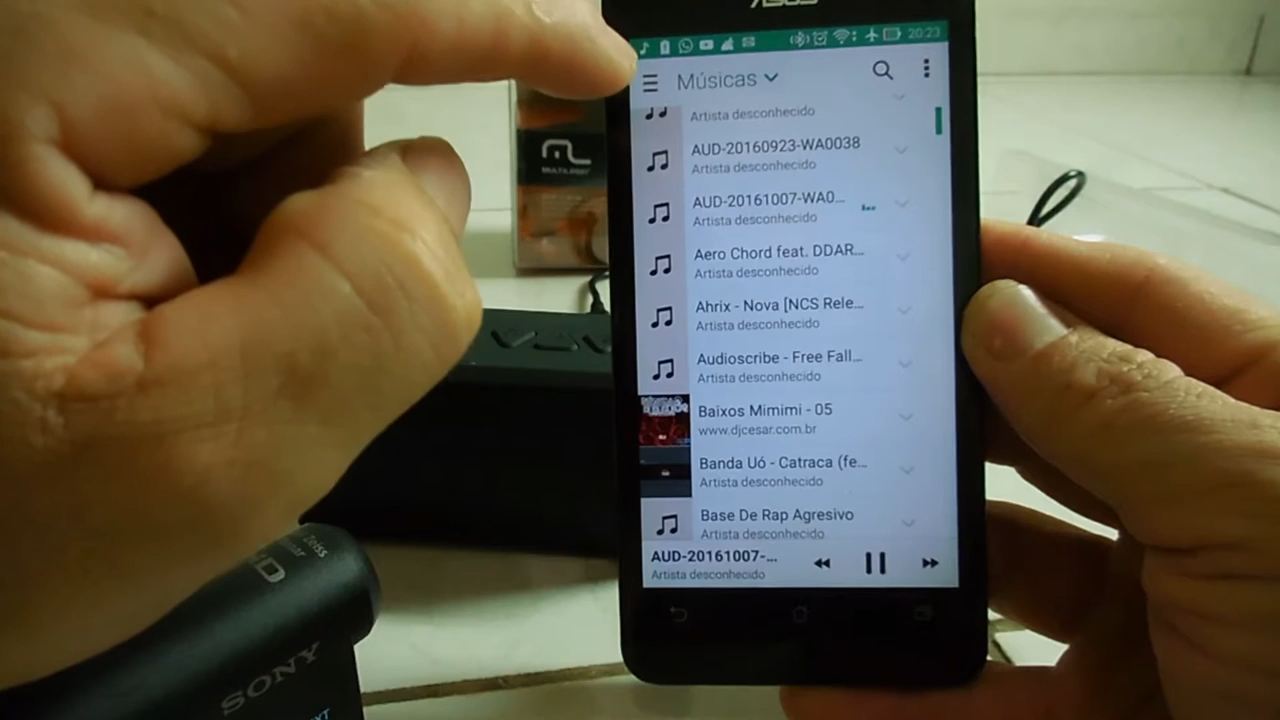 ASUS
20:23
Músicas
Artista desconhecido
AUD-20160923-WA0038
Artista desconhecido
AUD-20161007-WA0...
Artista desconhecido
Aero Chord feat. DDAR...
Artista desconhecido
Ahrix - Nova [NCS Rele...
Artista desconhecido
Audioscribe - Free Fall...
Artista desconhecido
Baixos Mimimi - 05
www.djcesar.com.br
Banda Uó - Catraca (fe...
Artista desconhecido
Base De Rap Agresivo
Artista desconhecido
AUD-20161007-...
Artista desconhecido
MULTILASER
Zeiss
SONY